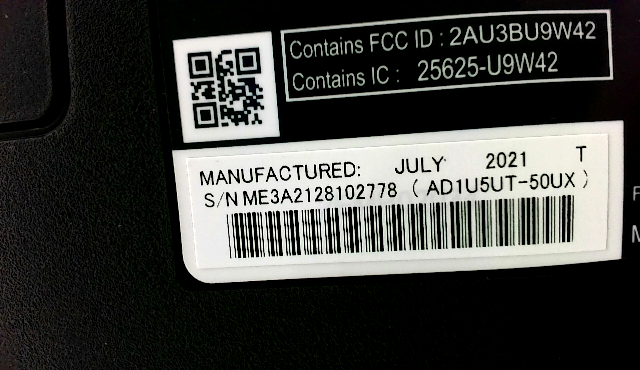 Contains FCC ID : 2AU3BU9W42
Contains IC : 25625-U9W42
MANUFACTURED: JULY 2021 T
S/N ME3A2128102778 ( AD1U5UT-50UX )